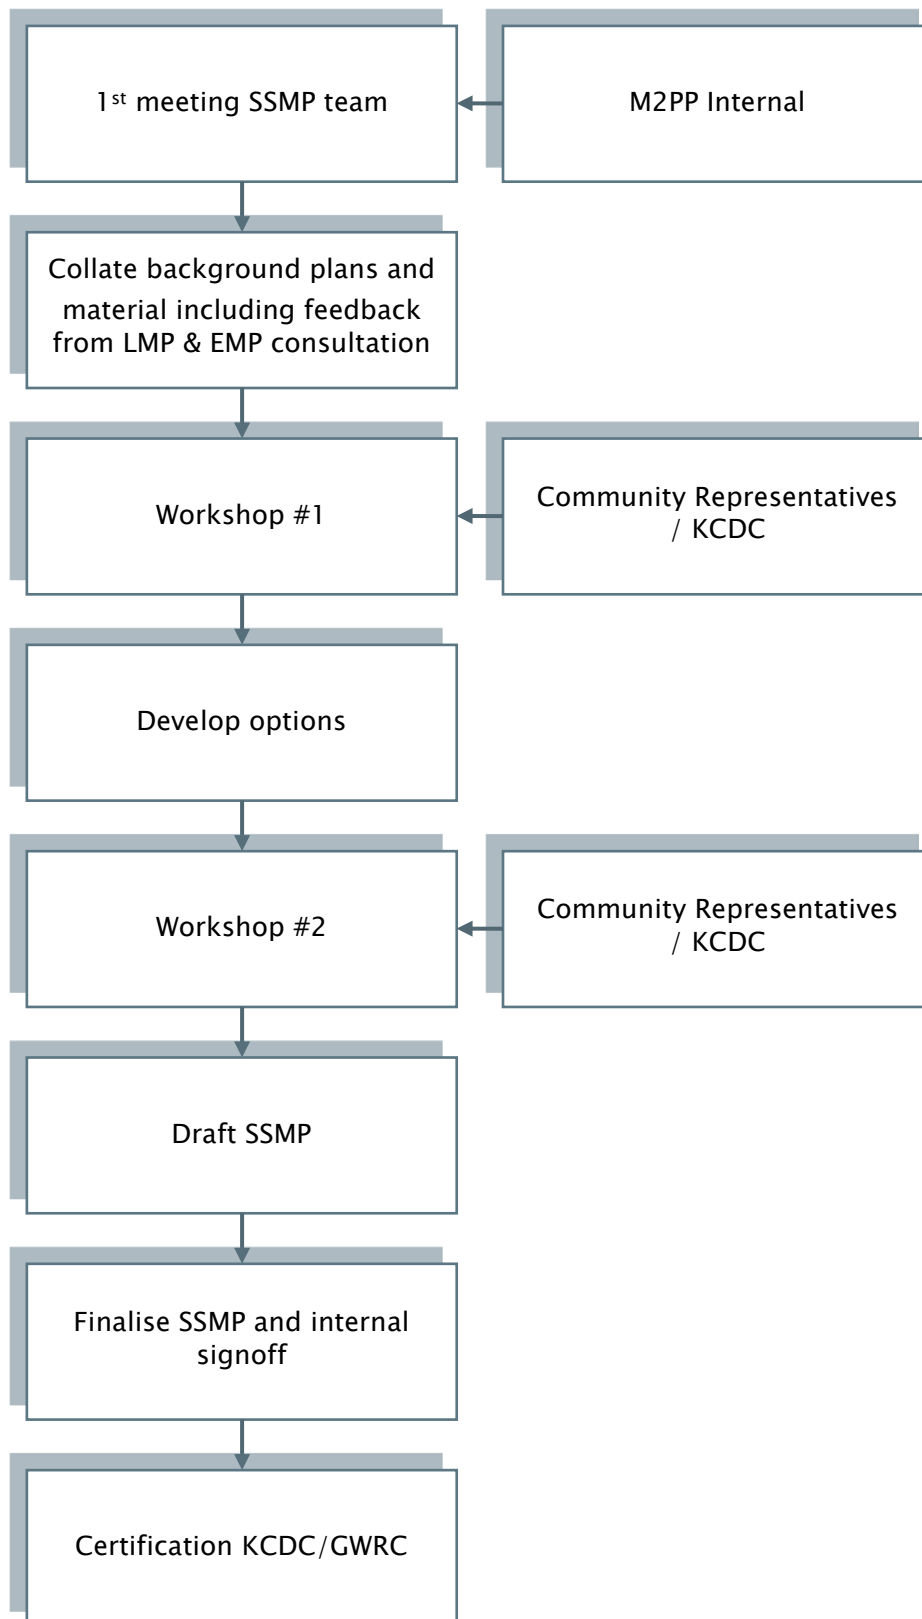 1st meeting SSMP team
M2PP Internal
Collate background plans and
material including feedback
from LMP & EMP consultation
Workshop #1
Community Representatives
/ KCDC
Develop options
Workshop #2
Community Representatives
/ KCDC
Draft SSMP
Finalise SSMP and internal
signoff
Certification KCDC/GWRC